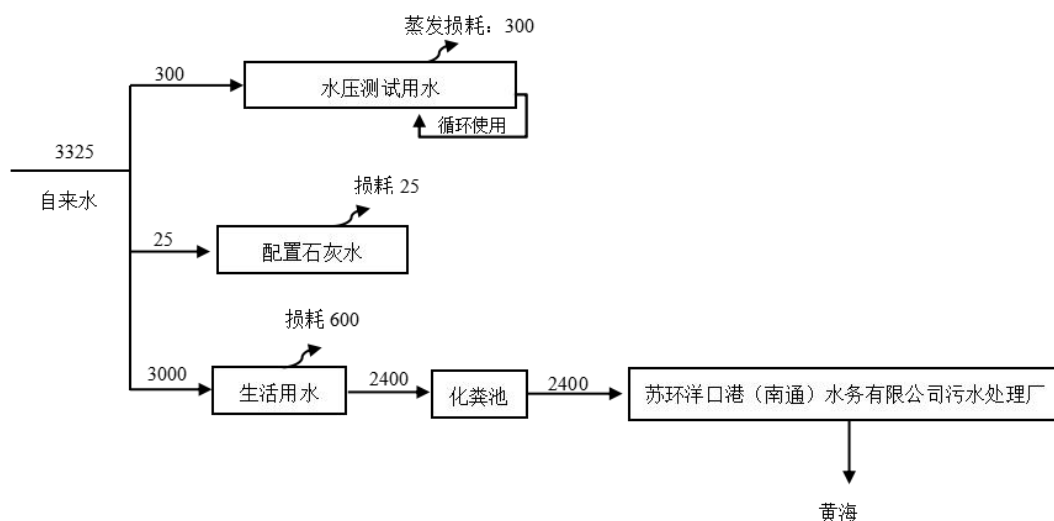 蒸发损耗：300
300
水压测试用水
循环使用
3325
自来水
损耗 25
25
配置石灰水
损耗 600
3000
生活用水
2400
化粪池
2400
苏环洋口港（南通）水务有限公司污水处理厂
黄海